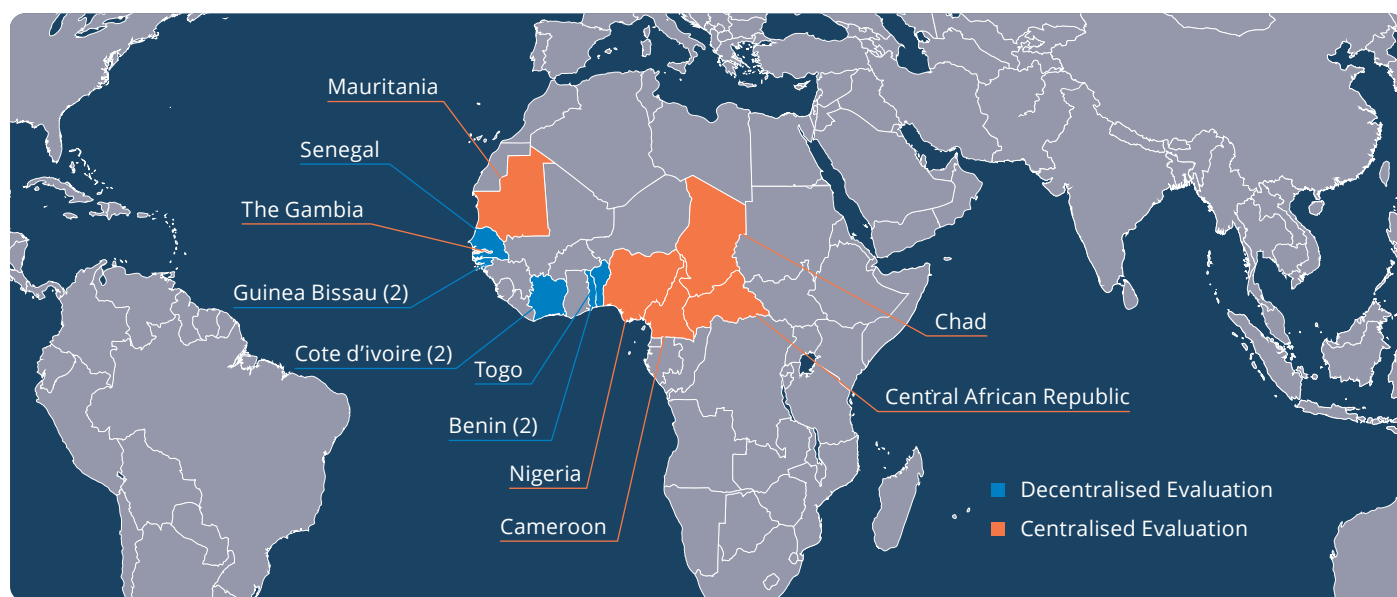 Mauritania
Senegal
The Gambia
Guinea Bissau (2)
Cote d’ivoire (2)
Togo
Benin (2)
Nigeria
Cameroon
Chad
Central African Republic
Decentralised Evaluation
Centralised Evaluation